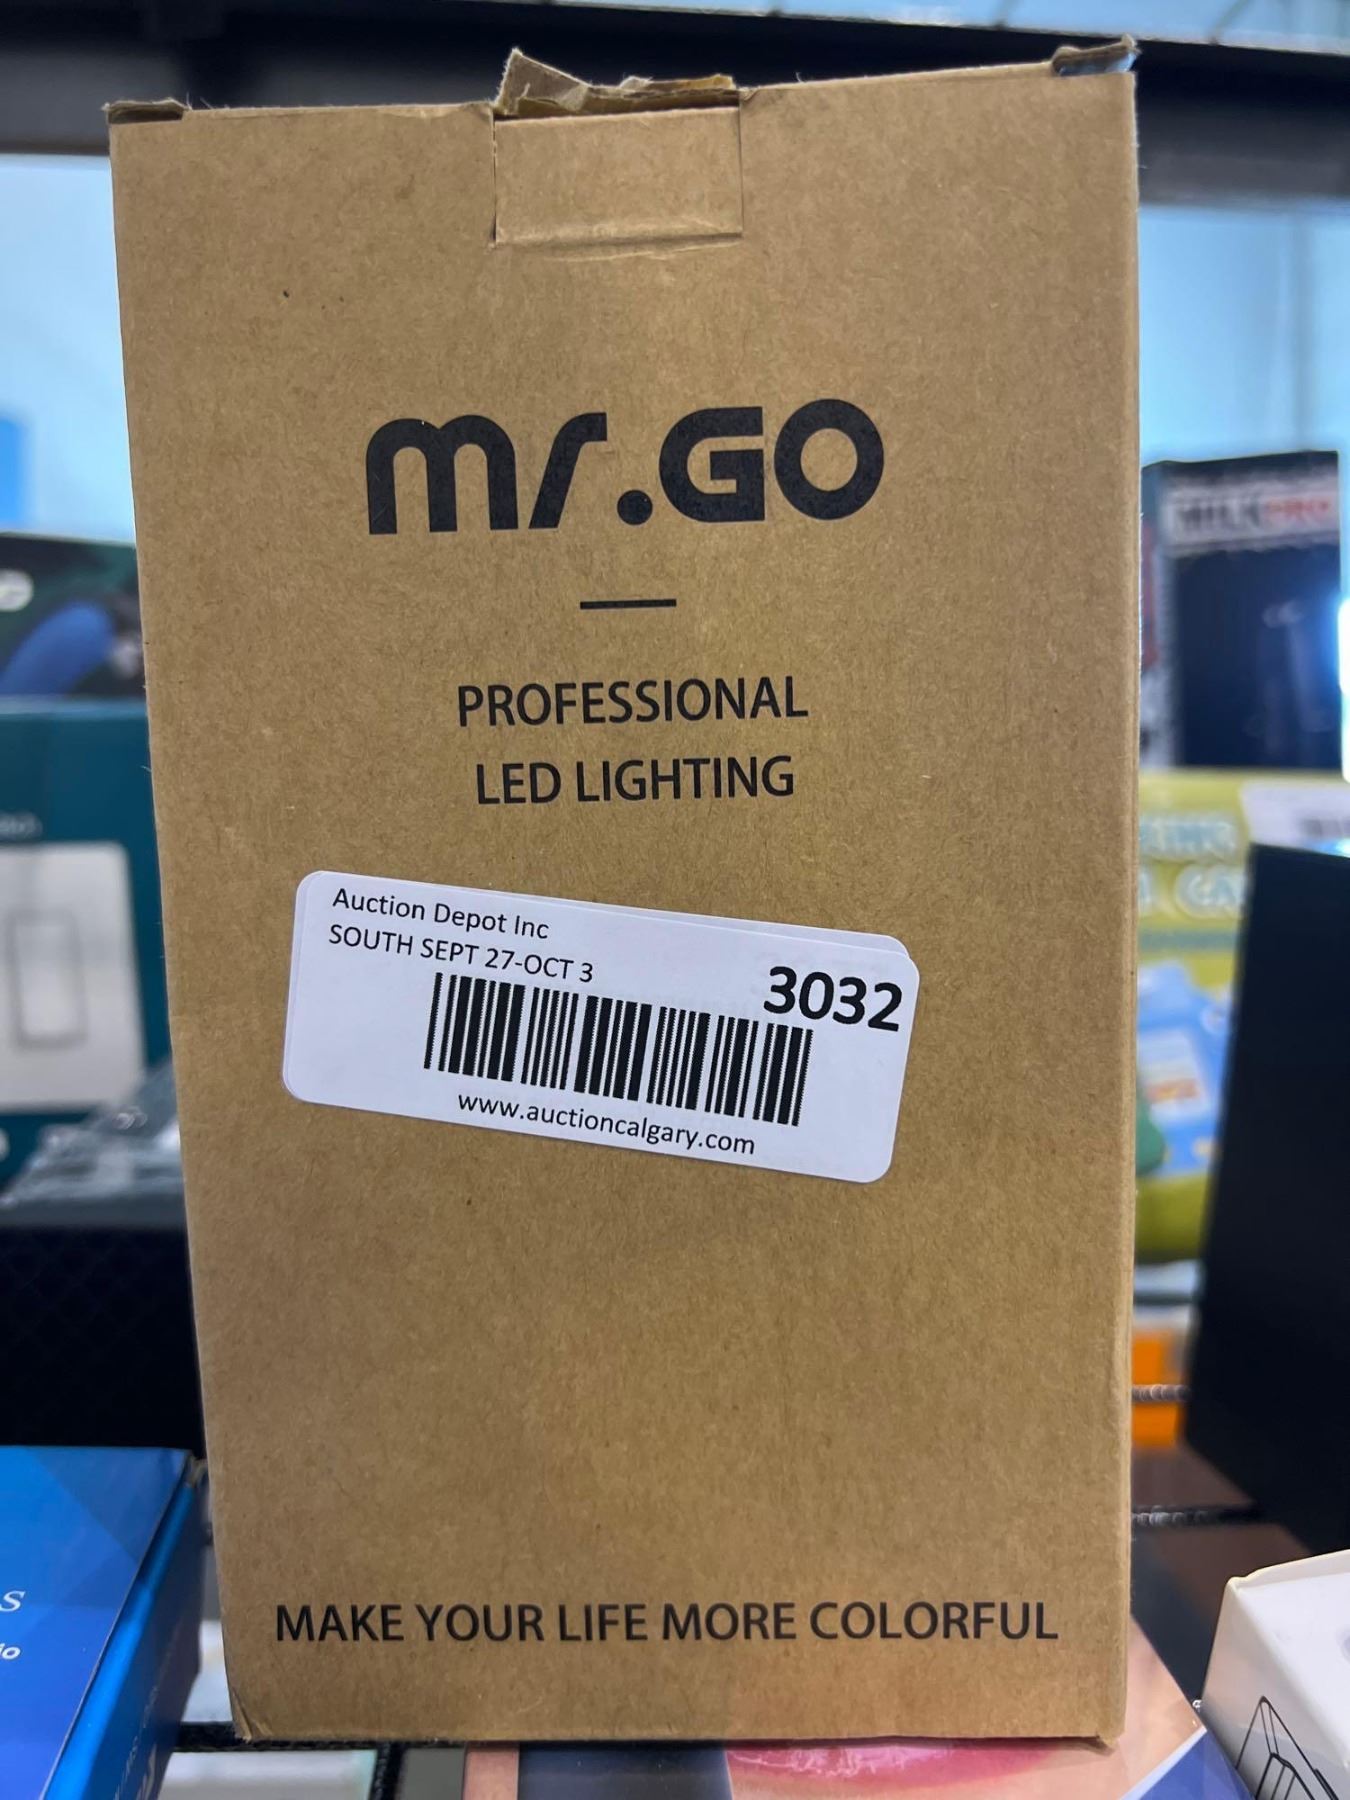 mr.GO
PROFESSIONAL
LED LIGHTING
Auction Depot Inc
SOUTH SEPT 27-OCT 3
3032
www.auctioncalgary.com
MAKE YOUR LIFE MORE COLORFUL
MILKPRO